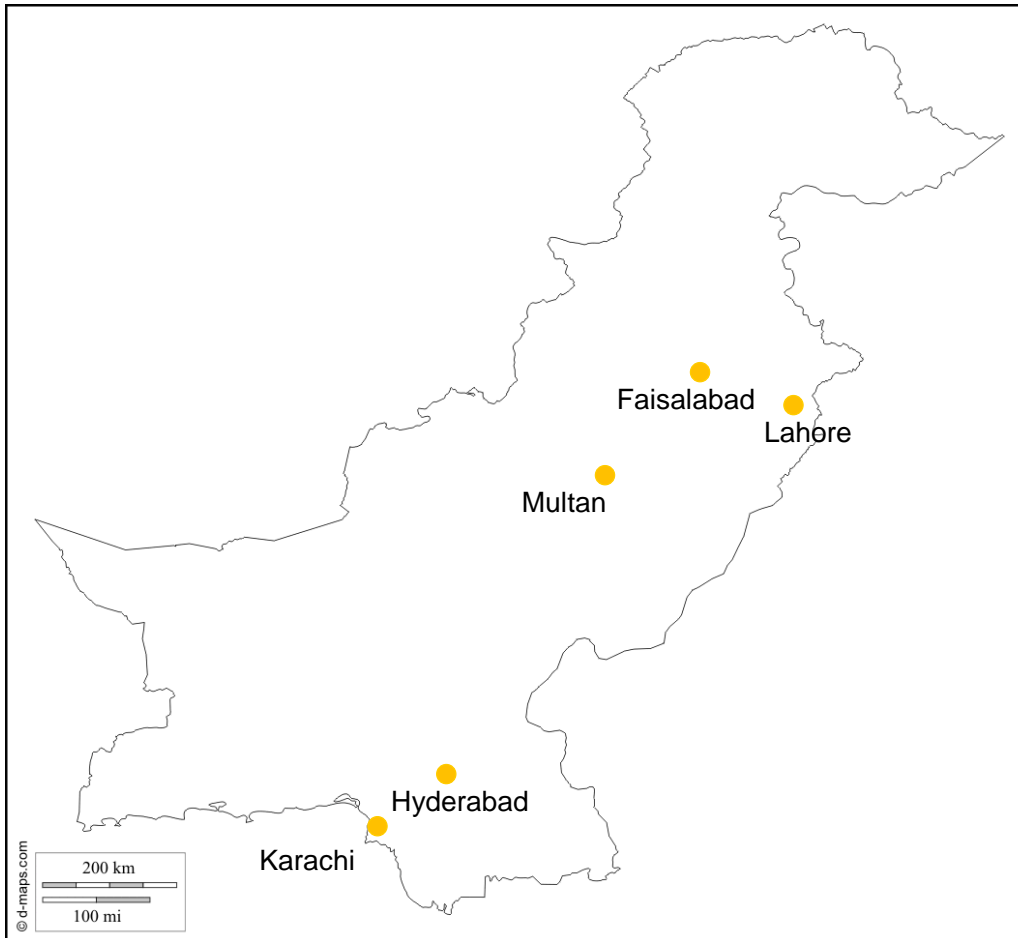 Faisalabad
Lahore
Multan
Hyderabad
Karachi
200 km
100 mi
© d-maps.com